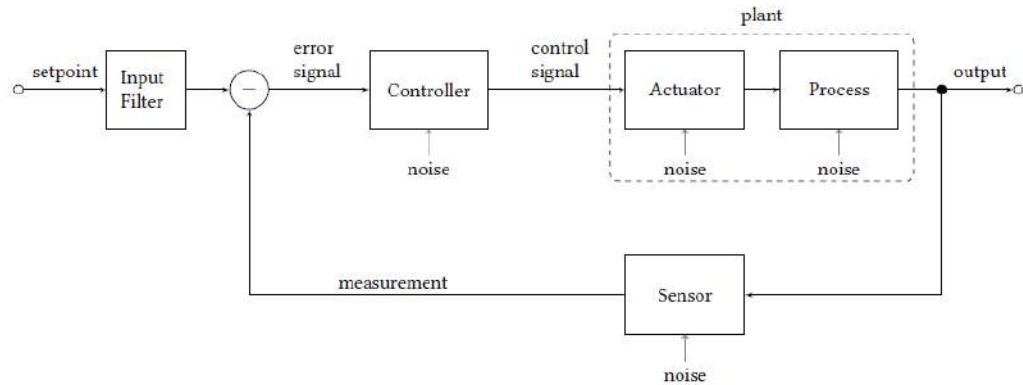 plant
setpoint
Input
Filter
−
error
signal
Controller
noise
control
signal
Actuator
noise
Process
noise
output
measurement
Sensor
noise